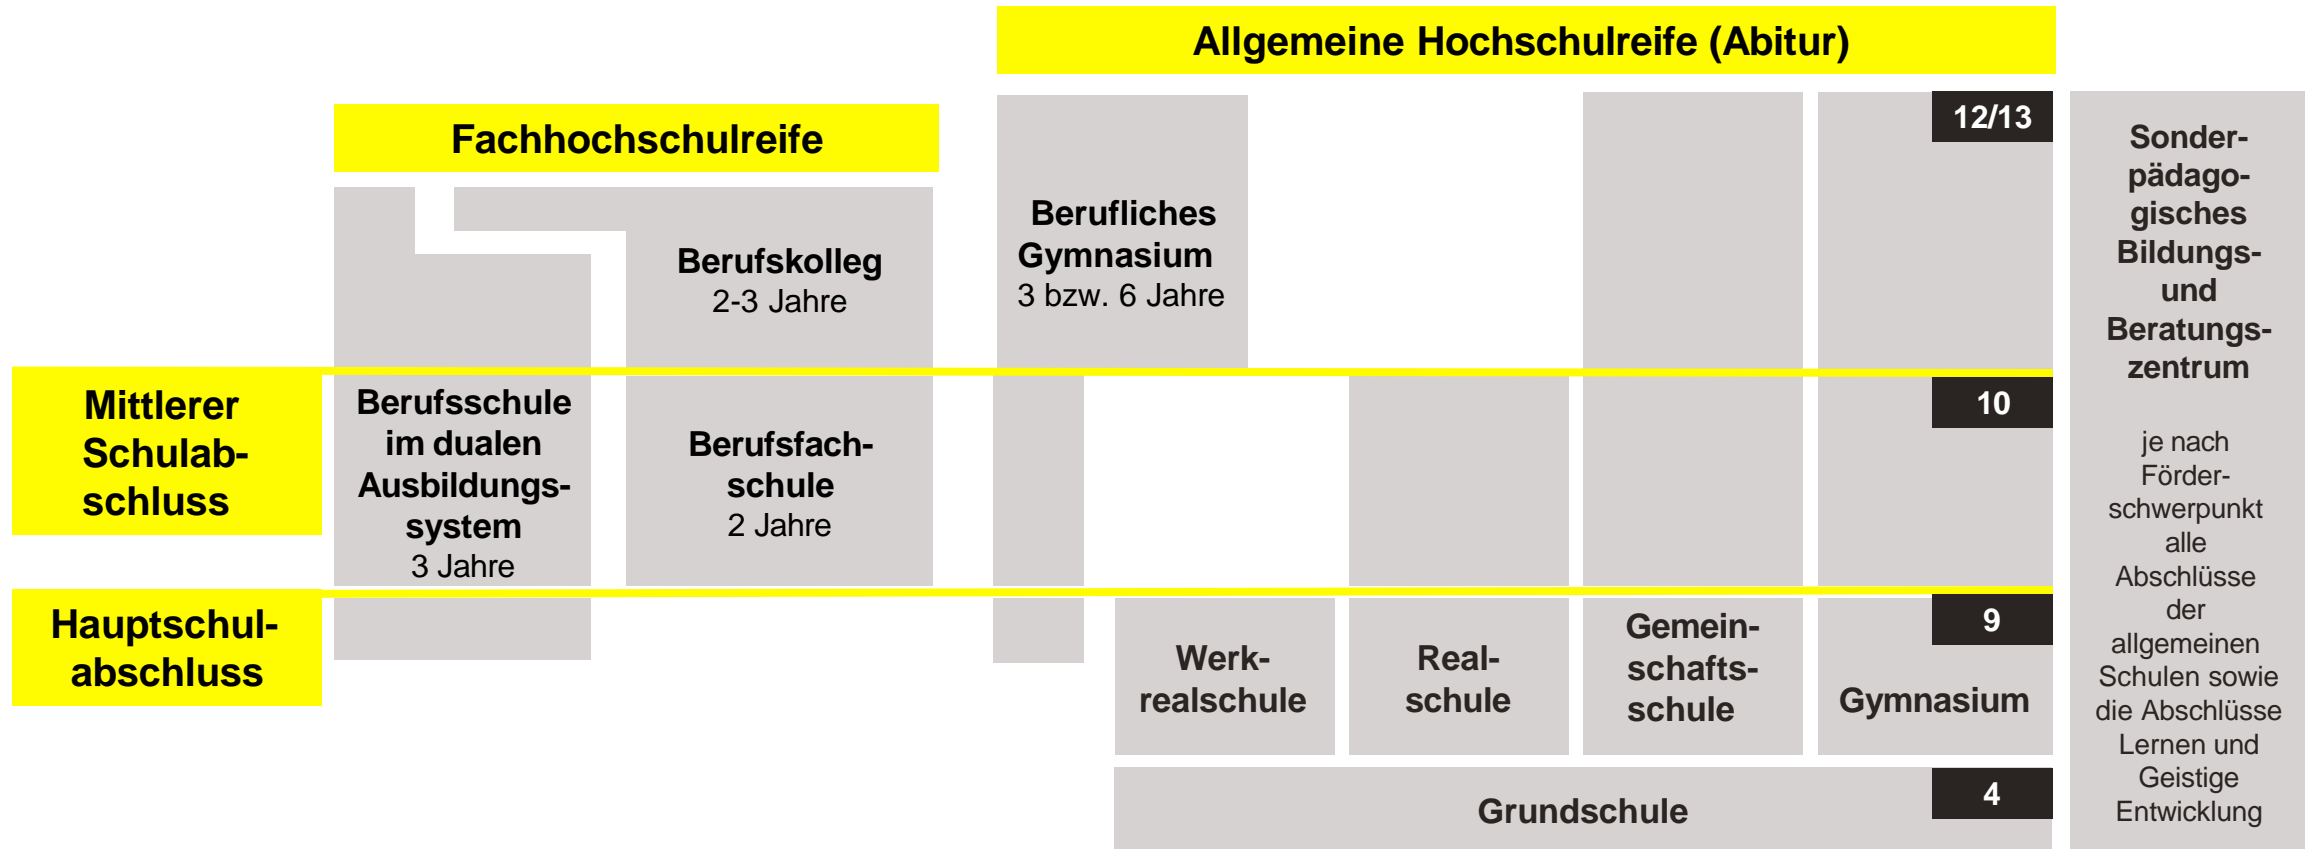 Allgemeine Hochschulreife (Abitur)
Fachhochschulreife
12/13
Berufliches
Gymnasium
3 bzw. 6 Jahre
Berufskolleg
2-3 Jahre
Mittlerer
Schulab-
schluss
Berufsschule
im dualen
Ausbildungs-
system
3 Jahre
Berufsfach-
schule
2 Jahre
10
Hauptschul-
abschluss
Werk-
realschule
Real-
schule
Gemein-
schafts-
schule
9
Gymnasium
Grundschule
4
Sonder-
pädago-
gisches
Bildungs-
und
Beratungs-
zentrum
je nach
Förder-
schwerpunkt
alle
Abschlüsse
der
allgemeinen
Schulen sowie
die Abschlüsse
Lernen und
Geistige
Entwicklung